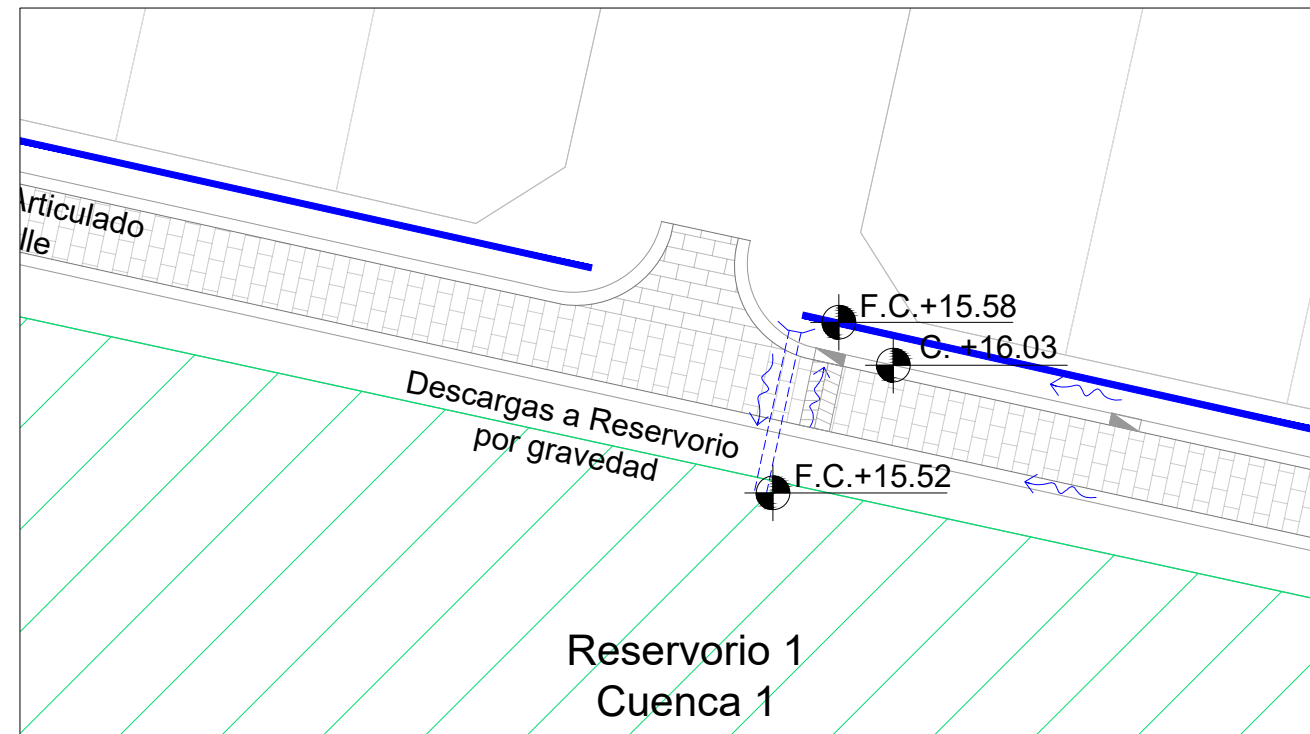 Articulado
lle
F.C.+15.58
C. +16.03
Descargas a Reservorio
por gravedad
F.C.+15.52
Reservorio 1
Cuenca 1